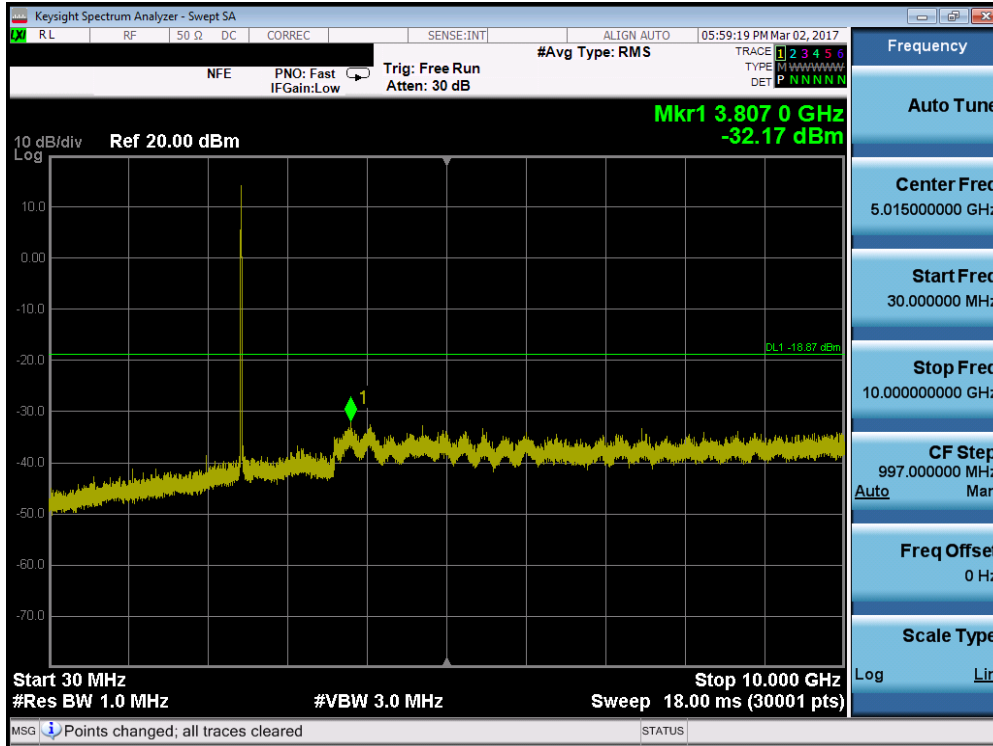 Keysight Spectrum Analyzer - Swept SA
LXI RL RF 50 Ω DC CORREC SENSE:INT ALIGN AUTO 05:59:19 PM Mar 02, 2017
NFE PNO: Fast Trig: Free Run #Avg Type: RMS TRACE 1 2 3 4 5 6
IFGain:Low Atten: 30 dB TYPE M WWWWW
DET P N N N N N
Mkr1 3.807 0 GHz
-32.17 dBm
10 dB/div Ref 20.00 dBm
Log
10.0
0.00
-10.0
DL1 -18.87 dBm
-20.0
1
-30.0
-40.0
-50.0
-60.0
-70.0
Start 30 MHz Stop 10.000 GHz
#Res BW 1.0 MHz #VBW 3.0 MHz Sweep 18.00 ms (30001 pts)
MSG Points changed; all traces cleared STATUS
Frequency
Auto Tune
Center Freq
5.015000000 GHz
Start Freq
30.000000 MHz
Stop Freq
10.000000000 GHz
CF Step
997.000000 MHz
Auto Man
Freq Offset
0 Hz
Scale Type
Log Lin